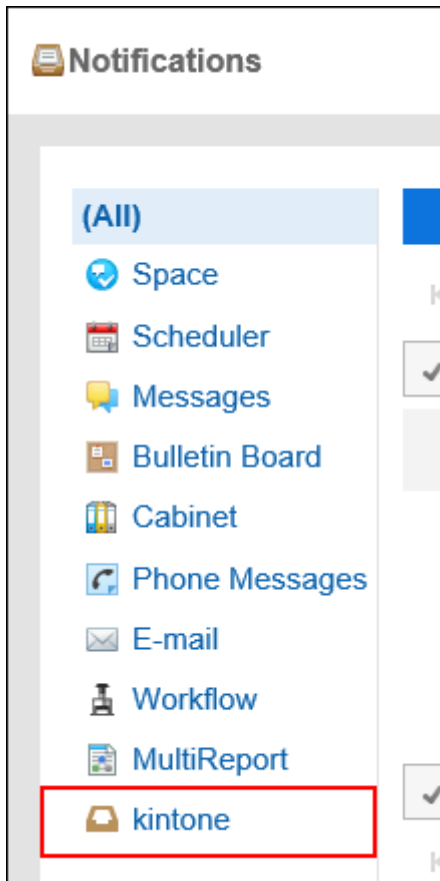 Notifications
(All)
Space
Scheduler
Messages
Bulletin Board
Cabinet
Phone Messages
E-mail
Workflow
MultiReport
kintone